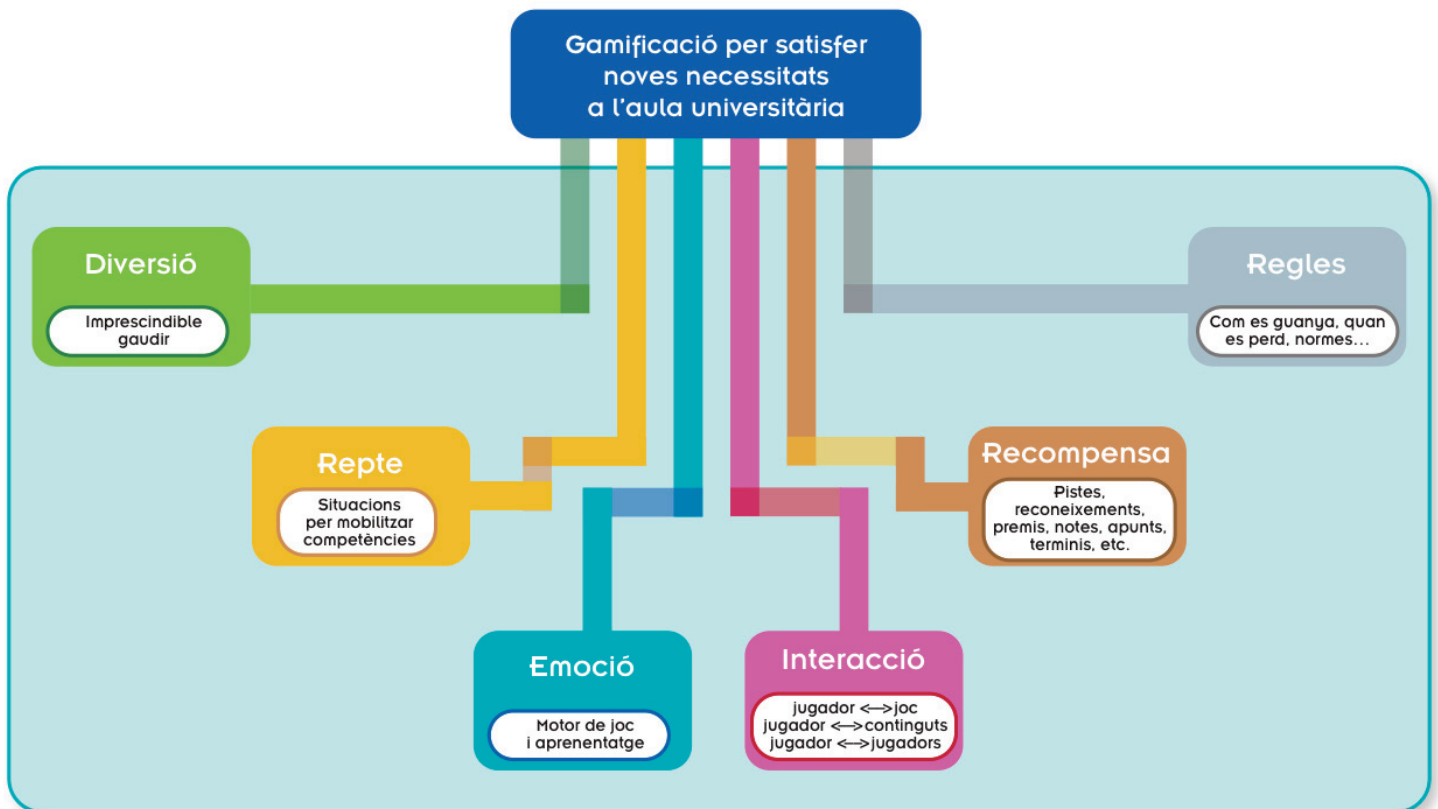 Gamificació per satisfer
noves necessitats
a l'aula universitària
Diversió
Imprescindible
gaudir
Regles
Com es guanya, quan
es perd, normes...
Repte
Situacions
per mobilitzar
competències
Recompensa
Pistes,
reconeixements,
premis, notes, apunts,
terminis, etc.
Emoció
Motor de joc
i aprenentatge
Interacció
jugador <—>joc
jugador <—>continguts
jugador <—>jugadors